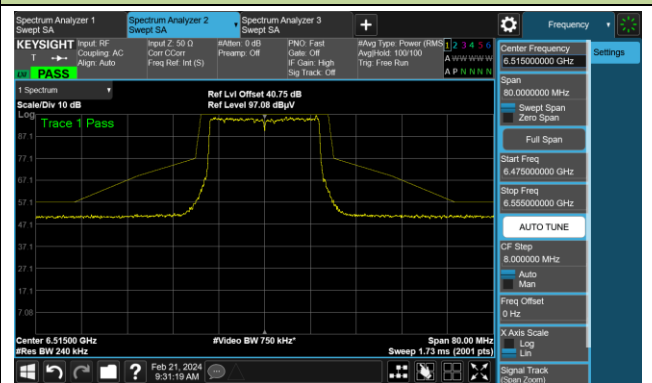 Spectrum Analyzer 1
Swept SA
Spectrum Analyzer 2
Swept SA
Spectrum Analyzer 3
Swept SA
Frequency
KEYSIGHT
Input: RF
Coupling: AC
Align: Auto
Input Z: 50 Ω
Corr CCorr
Freq Ref: Int (S)
#Atten: 0 dB
Preamp: Off
PNO: Fast
Gate: Off
IF Gain: High
Sig Track: Off
#Avg Type: Power (RMS
Avg|Hold: 100/100
Trig: Free Run
1 2 3 4 5 6
A W W W W W
A P N N N N
T
PASS
1 Spectrum
Scale/Div 10 dB
Ref Lvl Offset 40.75 dB
Ref Level 97.08 dBµV
Log
Trace 1 Pass
87.1
77.1
67.1
57.1
47.1
37.1
27.1
17.1
7.08
Center 6.51500 GHz
#Res BW 240 kHz
#Video BW 750 kHz*
Span 80.00 MHz
Sweep 1.73 ms (2001 pts)
Feb 21, 2024
9:31:19 AM
Center Frequency
6.515000000 GHz
Settings
Span
80.0000000 MHz
Swept Span
Zero Span
Full Span
Start Freq
6.475000000 GHz
Stop Freq
6.555000000 GHz
AUTO TUNE
CF Step
8.000000 MHz
Auto
Man
Freq Offset
0 Hz
X Axis Scale
Log
Lin
Signal Track
(Span Zoom)